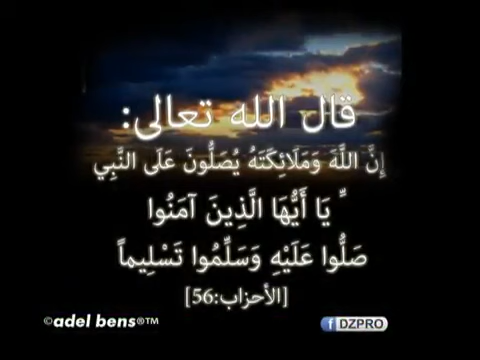 قال الله تعالى:
إِنَّ اللَّهَ وَمَلَائِكَتَهُ يُصَلُّونَ عَلَى النَّبِي
ِّ يَا أَيُّهَا الَّذِينَ آمَنُوا
صَلُّوا عَلَيْهِ وَسَلِّمُوا تَسْلِيماً
[الأحزاب:56]
©adel bens®™
f DZPRO